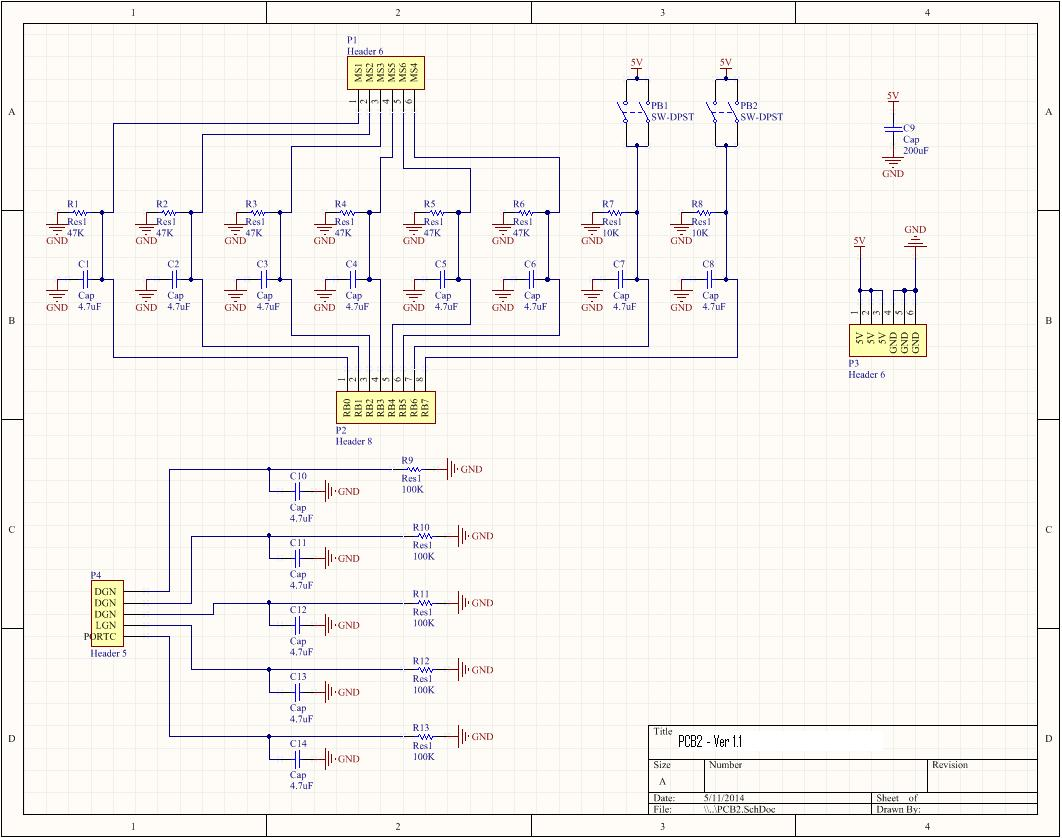 1 2 3 4
P1
Header 6
MS1 MS2 MS3 MS5 MS6 MS4
1 2 3 4 5 6
5V 5V
PB1
SW-DPST
PB2
SW-DPST
5V
C9
Cap
200uF
GND
A A
R1 R2 R3 R4 R5 R6 R7 R8
Res1 Res1 Res1 Res1 Res1 Res1 Res1 Res1
47K 47K 47K 47K 47K 47K 10K 10K
GND GND GND GND GND GND GND GND
C1 C2 C3 C4 C5 C6 C7 C8
Cap Cap Cap Cap Cap Cap Cap Cap
4.7uF 4.7uF 4.7uF 4.7uF 4.7uF 4.7uF 4.7uF 4.7uF
GND GND GND GND GND GND GND GND
B B
GND
5V
1 2 3 4 5 6
5V 5V 5V GND GND GND
P3
Header 6
1 2 3 4 5 6 7 8
RB0 RB1 RB2 RB3 RB4 RB5 RB6 RB7
P2
Header 8
R9
Res1
100K
GND
C10
Cap
4.7uF
GND
C C
R10
Res1
100K
GND
C11
Cap
4.7uF
GND
P4
DGN
DGN
DGN
LGN
PORTC
Header 5
R11
Res1
100K
GND
C12
Cap
4.7uF
GND
R12
Res1
100K
GND
C13
Cap
4.7uF
GND
D D
R13
Res1
100K
GND
C14
Cap
4.7uF
GND
Title PCB2 - Ver 1.1
Size Number Revision
A
Date: 5/11/2014 Sheet of
File: \\..\PCB2.SchDoc Drawn By:
1 2 3 4